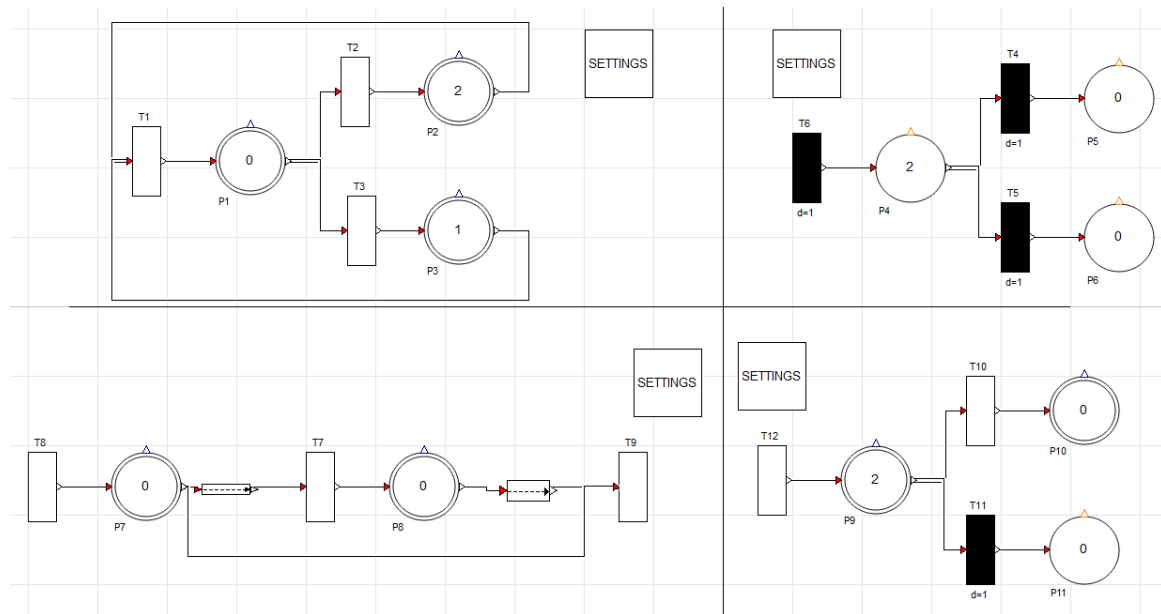 T2
SETTINGS
2
T1
P2
0
T3
P1
1
P3
SETTINGS
T4
0
T6
P5
d=1
2
T5
P4
d=1
0
P6
d=1
SETTINGS
T8
T7
T9
0
0
P7
P8
SETTINGS
T10
0
T12
P10
2
T11
P9
0
P11
d=1